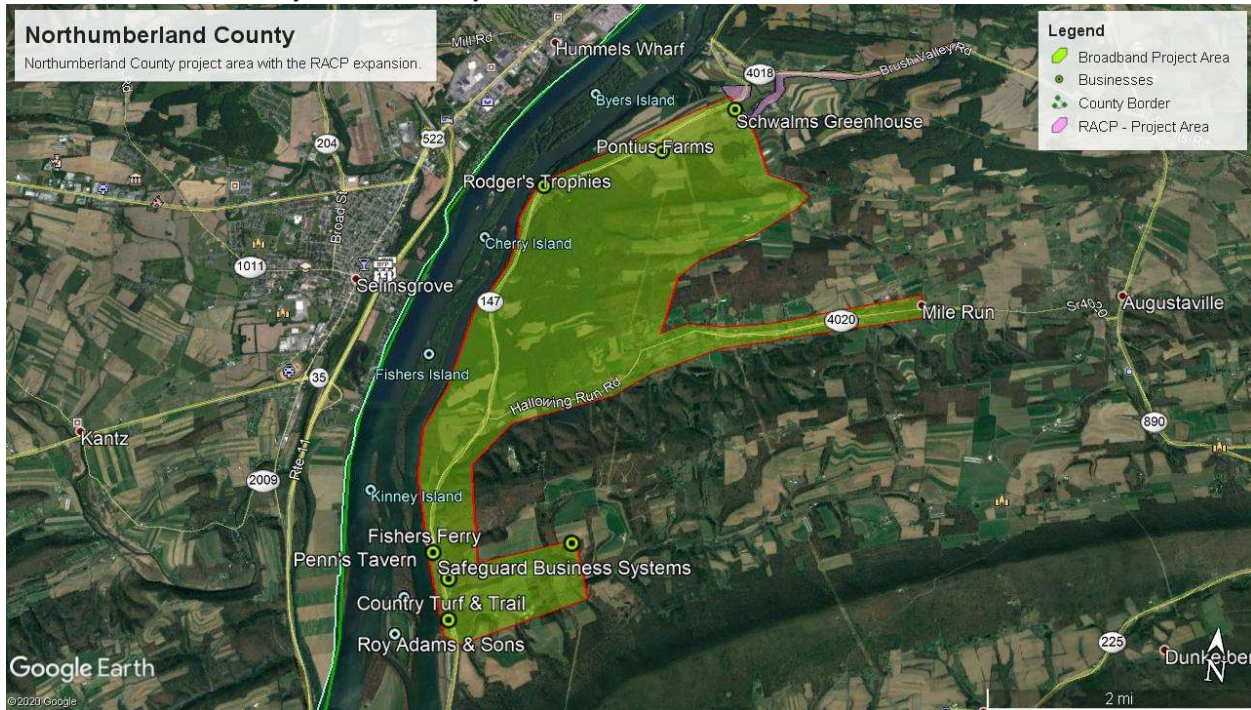 Northumberland County
Northumberland County project area with the RACP expansion.
Legend
Broadband Project Area
Businesses
County Border
RACP - Project Area
Mill Rd
Hummels Wharf
4018
Brush Valley Rd
Byers Island
Schwalms Greenhouse
204
522
Pontius Farms
Broad St
Rodger's Trophies
Cherry Island
1011
Selinsgrove
147
4020
Mile Run
Augustaville
Fishers Island
35
Hallowing Run Rd
890
Kantz
Rte 11
2009
Kinney Island
Fishers Ferry
Penn's Tavern
Safeguard Business Systems
Country Turf & Trail
Roy Adams & Sons
225
Google Earth
N
©2020 Google
2 mi